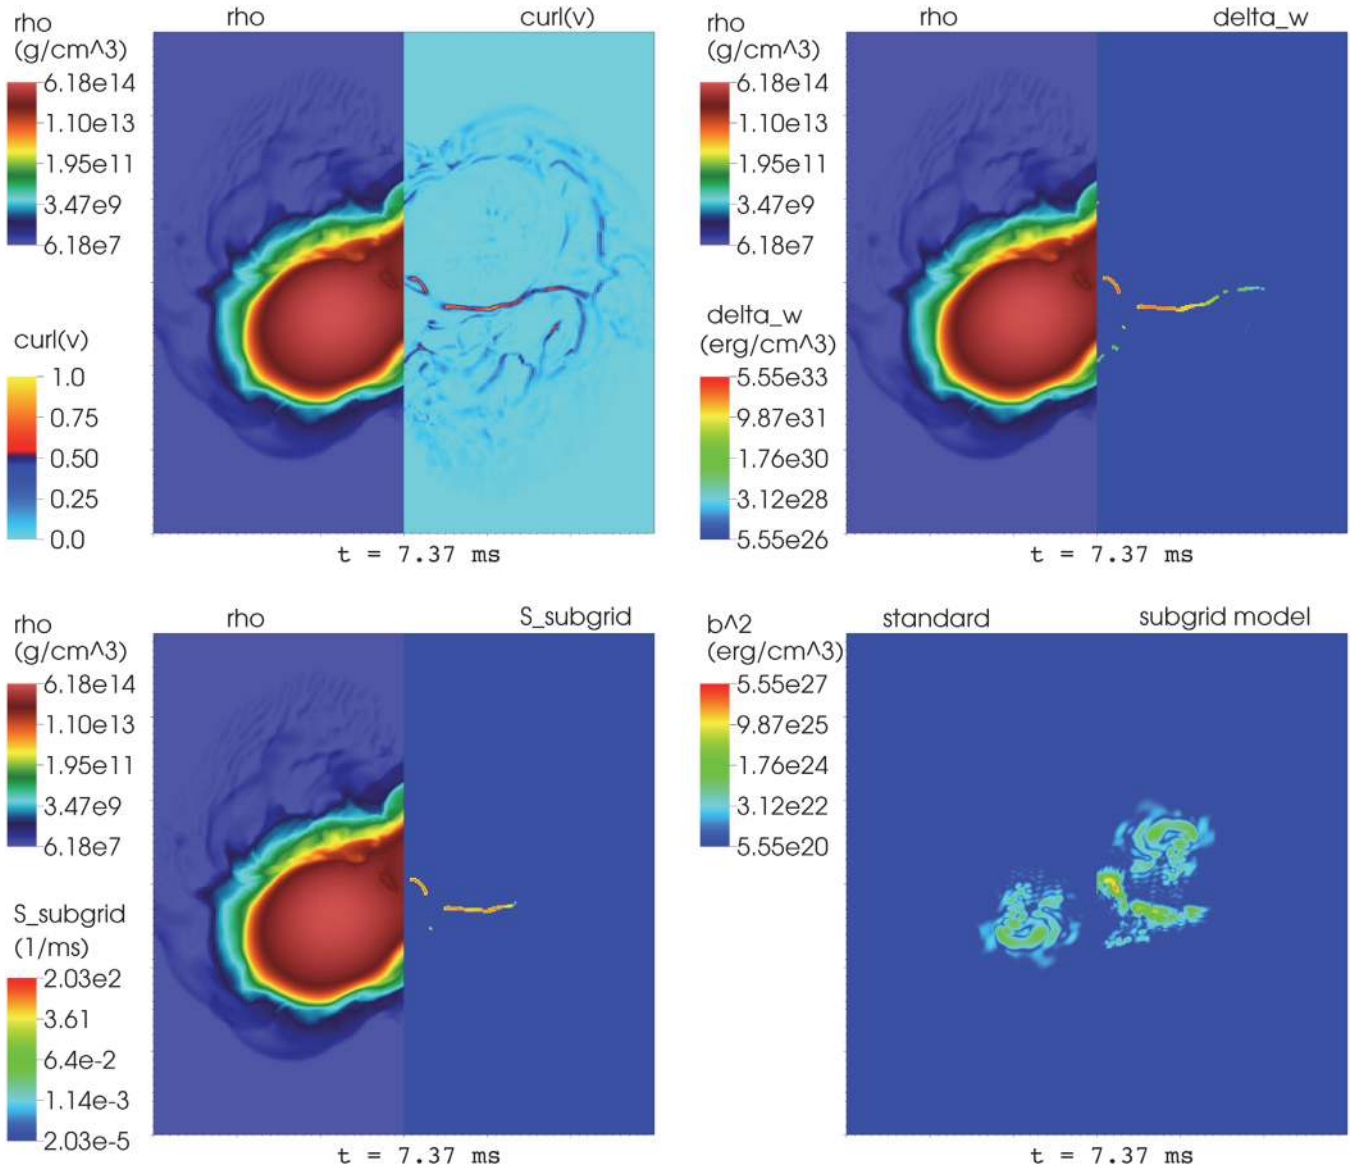 rho
(g/cm^3)
6.18e14
1.10e13
1.95e11
3.47e9
6.18e7
curl(v)
1.0
0.75
0.50
0.25
0.0
rho
curl(v)
t = 7.37 ms
rho
(g/cm^3)
6.18e14
1.10e13
1.95e11
3.47e9
6.18e7
delta_w
(erg/cm^3)
5.55e33
9.87e31
1.76e30
3.12e28
5.55e26
rho
delta_w
t = 7.37 ms
rho
(g/cm^3)
6.18e14
1.10e13
1.95e11
3.47e9
6.18e7
S_subgrid
(1/ms)
2.03e2
3.61
6.4e-2
1.14e-3
2.03e-5
rho
S_subgrid
t = 7.37 ms
b^2
(erg/cm^3)
5.55e27
9.87e25
1.76e24
3.12e22
5.55e20
standard
subgrid model
t = 7.37 ms